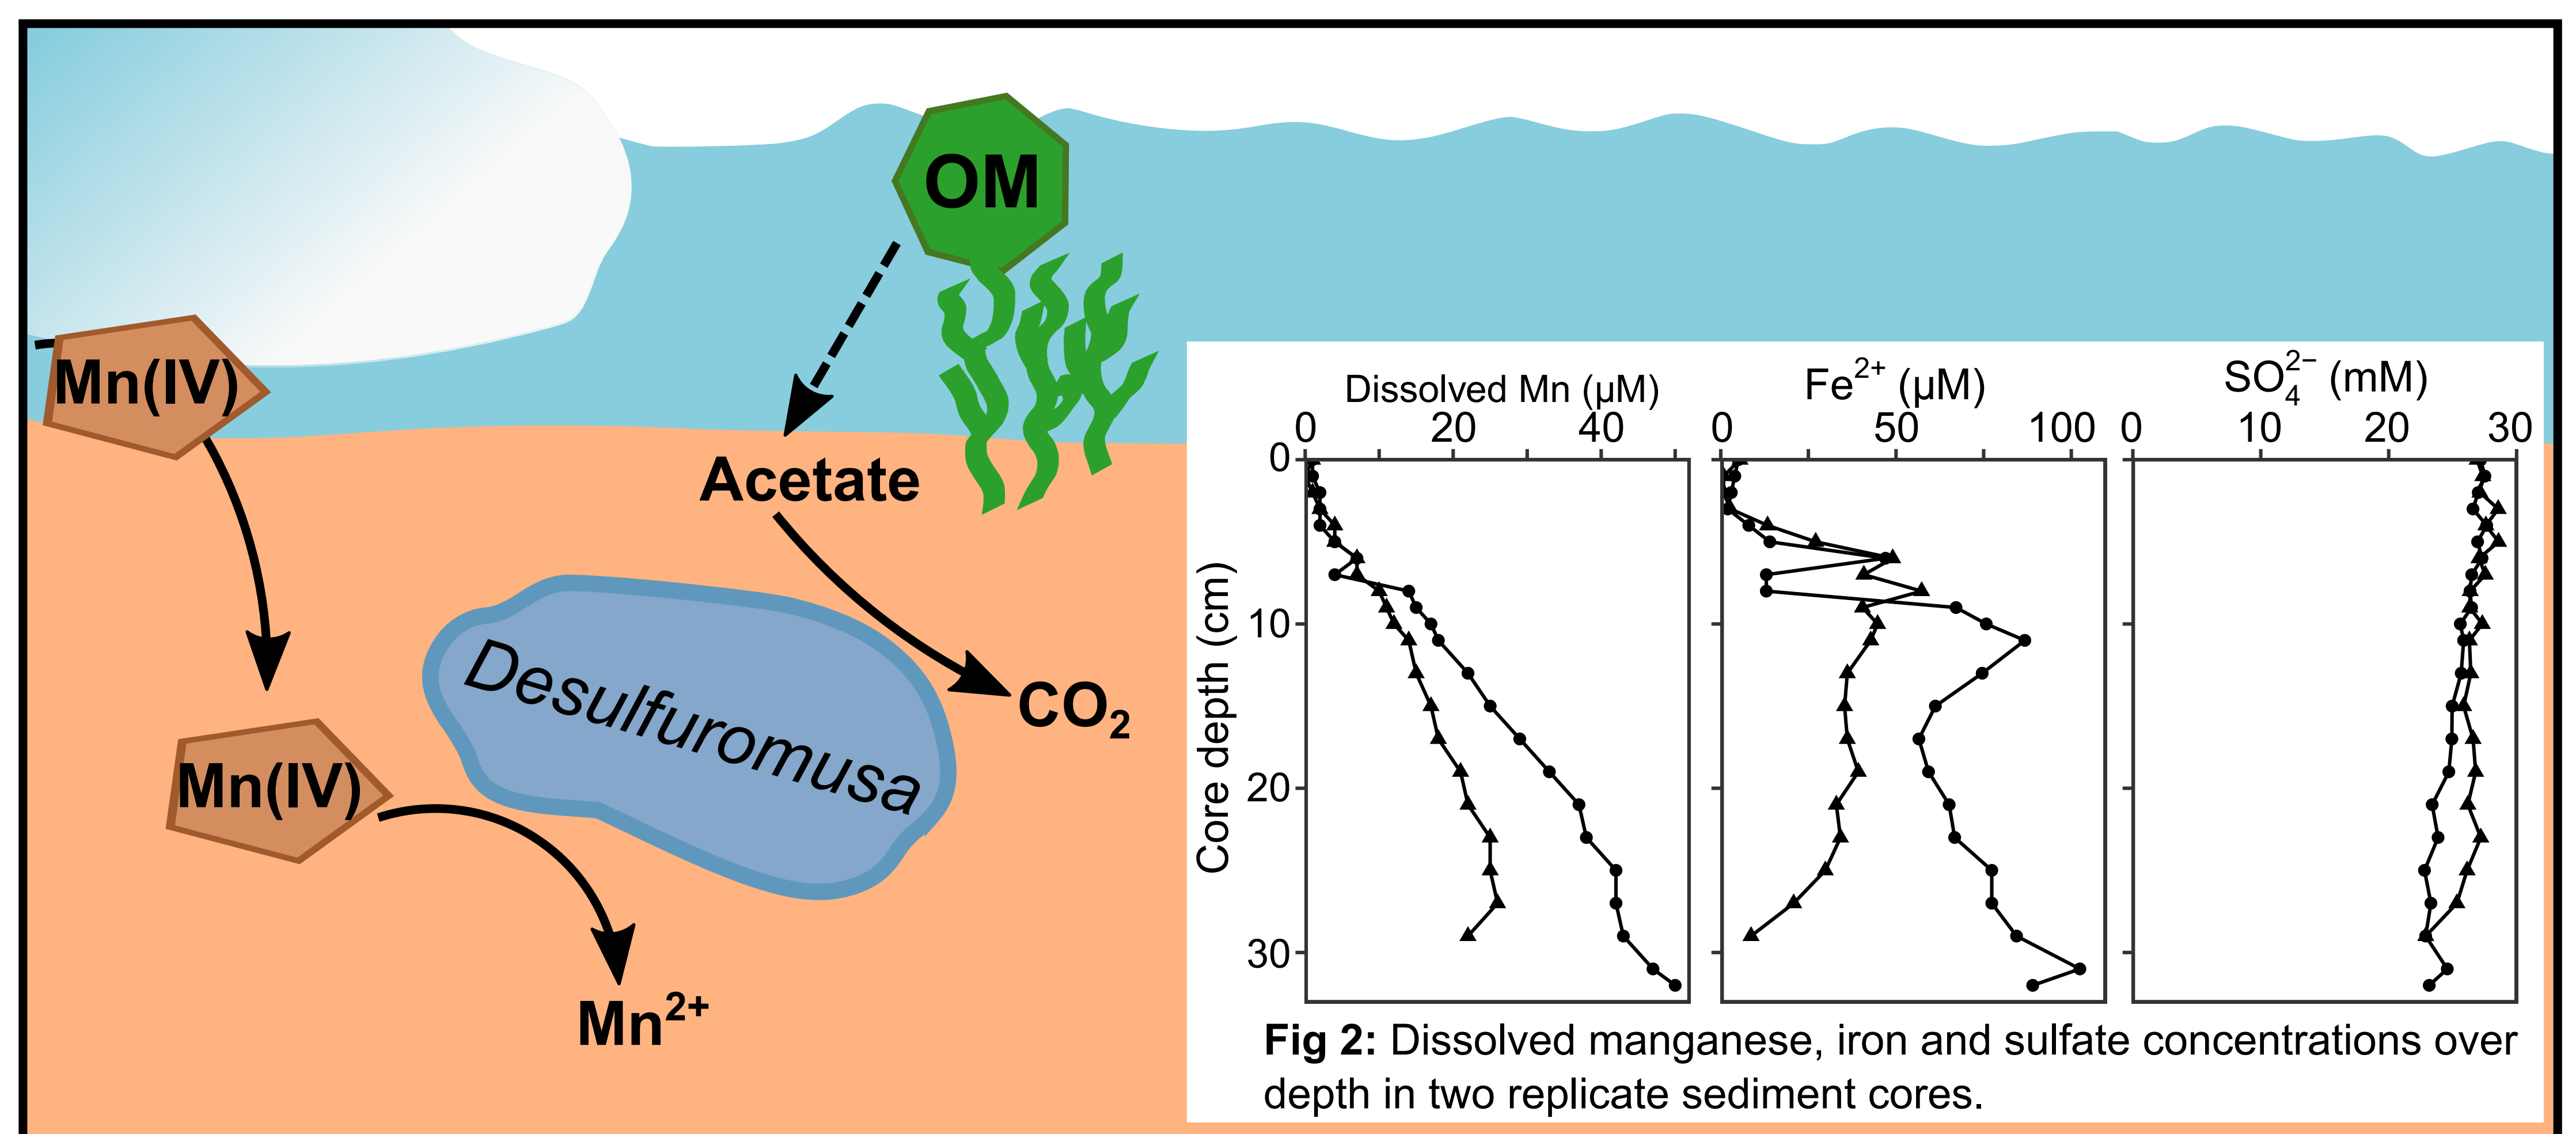 OM
Mn(IV)
Acetate
Desulfuromusa
CO₂
Mn(IV)
Mn²⁺
Dissolved Mn (µM)
0 20 40
Fe²⁺ (µM)
0 50 100
SO₄²⁻ (mM)
0 10 20 30
Core depth (cm)
0
10
20
30
Fig 2: Dissolved manganese, iron and sulfate concentrations over
depth in two replicate sediment cores.